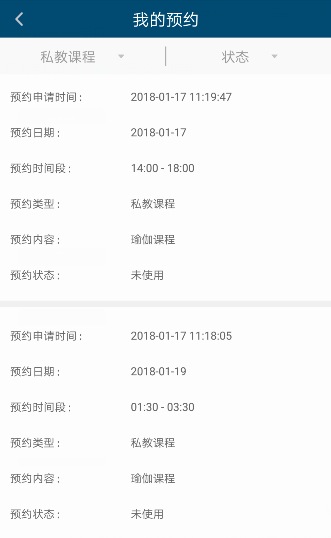 我的预约
私教课程 状态
预约申请时间： 2018-01-17 11:19:47
预约日期： 2018-01-17
预约时间段： 14:00 - 18:00
预约类型： 私教课程
预约内容： 瑜伽课程
预约状态： 未使用
预约申请时间： 2018-01-17 11:18:05
预约日期： 2018-01-19
预约时间段： 01:30 - 03:30
预约类型： 私教课程
预约内容： 瑜伽课程
预约状态： 未使用